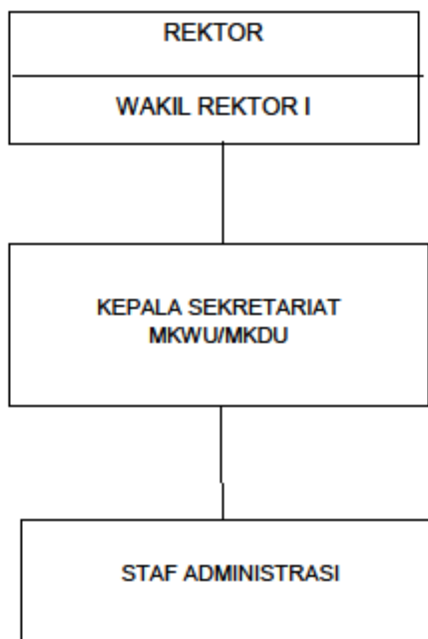 REKTOR
WAKIL REKTOR I
KEPALA SEKRETARIAT
MKWU/MKDU
STAF ADMINISTRASI